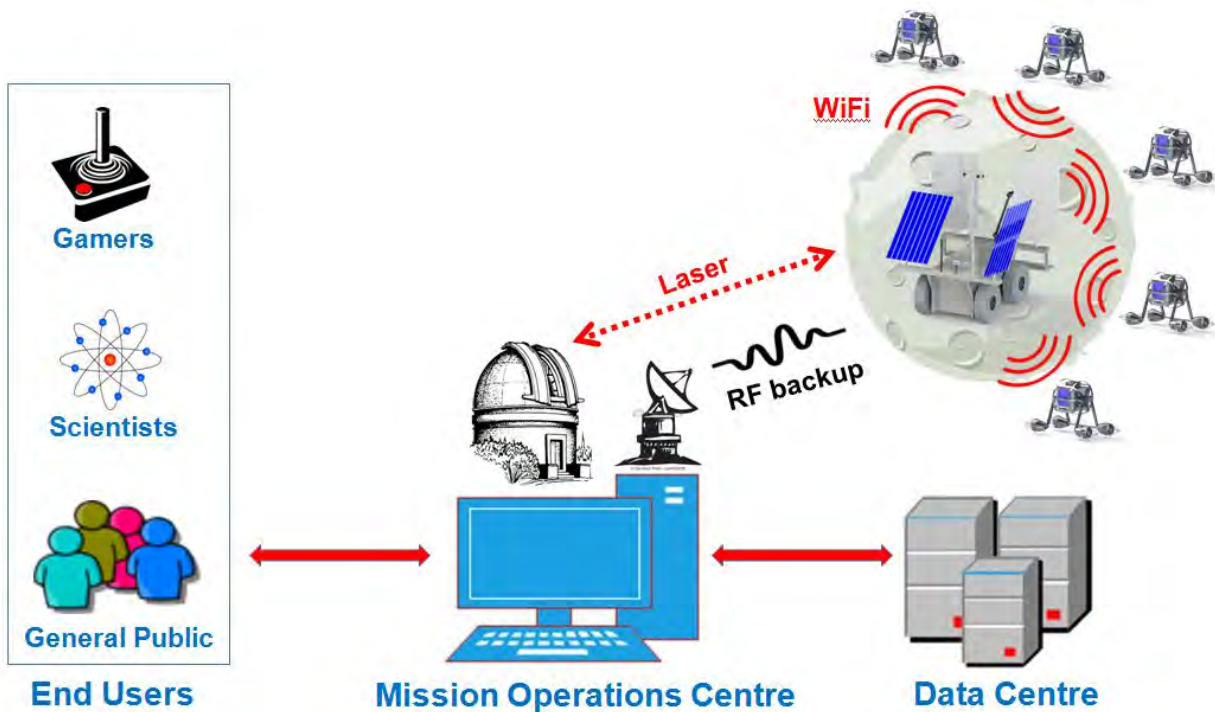 WiFi
Gamers
Laser
RF backup
Scientists
General Public
End Users
Mission Operations Centre
Data Centre